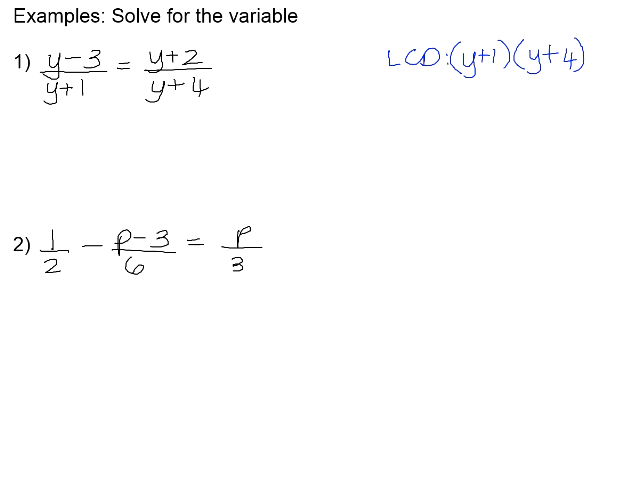 Examples: Solve for the variable
1) (y-3)/(y+1) = (y+2)/(y+4)
LCD:(y+1)(y+4)
2) 1/2 - (p-3)/6 = p/3